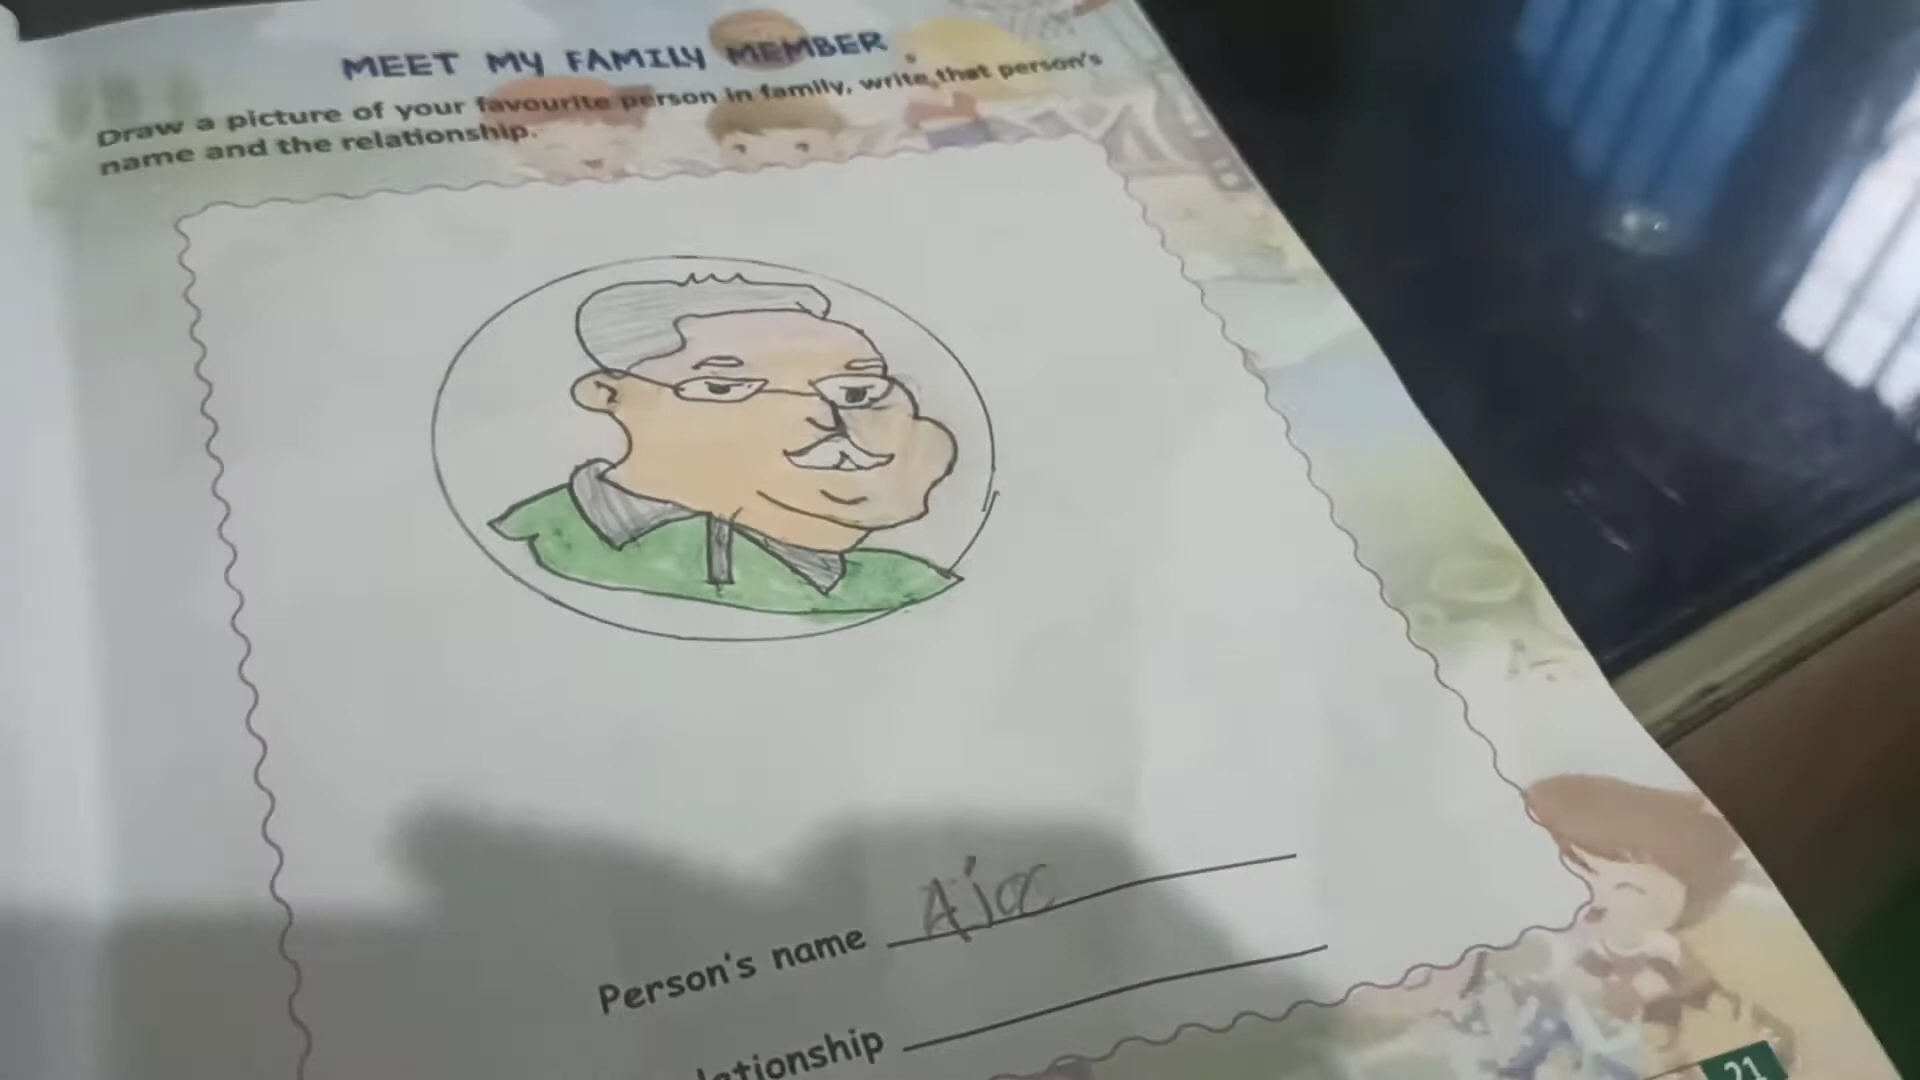 MEET MY FAMILY MEMBER
Draw a picture of your favourite person in family, write that person's
name and the relationship.
Person's name
lationship
21